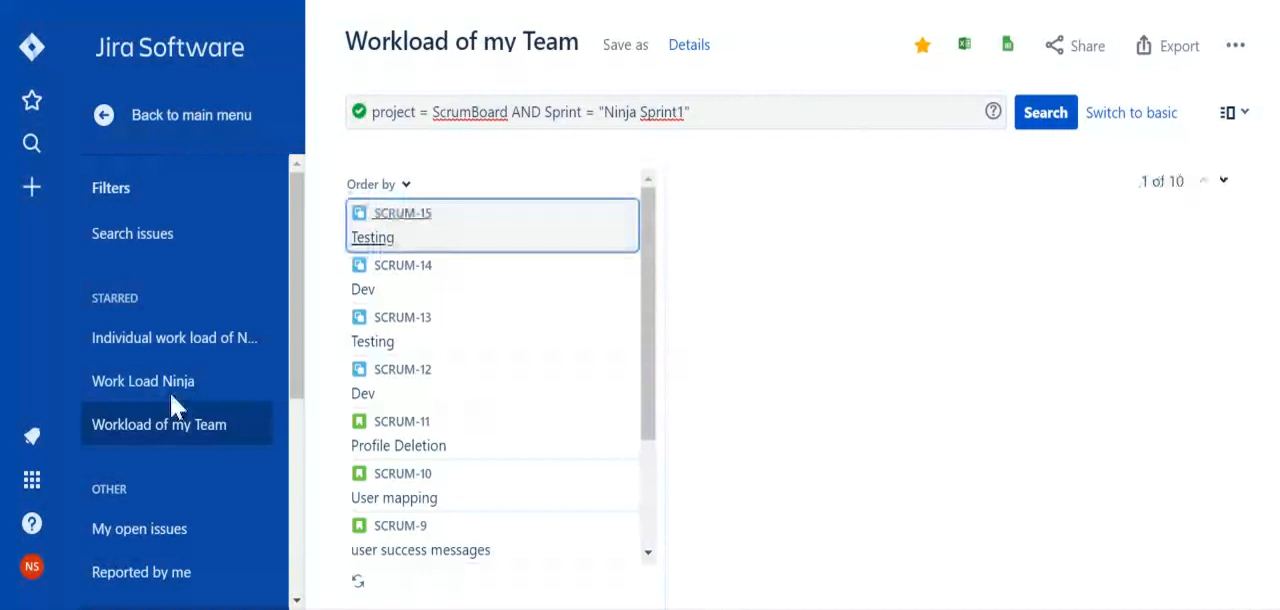 Jira Software
Back to main menu
Filters
Search issues
STARRED
Individual work load of N...
Work Load Ninja
Workload of my Team
OTHER
My open issues
Reported by me
NS
Workload of my Team Save as Details
Share Export
project = ScrumBoard AND Sprint = "Ninja Sprint1"
Search Switch to basic
Order by
1 of 10
SCRUM-15
Testing
SCRUM-14
Dev
SCRUM-13
Testing
SCRUM-12
Dev
SCRUM-11
Profile Deletion
SCRUM-10
User mapping
SCRUM-9
user success messages